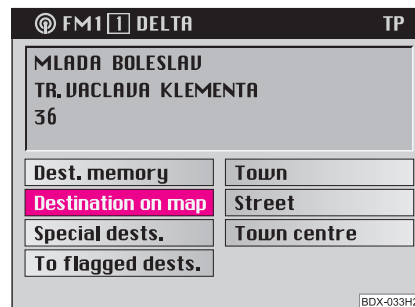 FM1 1 DELTA TP
MLADA BOLESLAV
TR. VACLAVA KLEMENTA
36
Dest. memory
Town
Destination on map
Street
Special dests.
Town centre
To flagged dests.
BDX-033H2